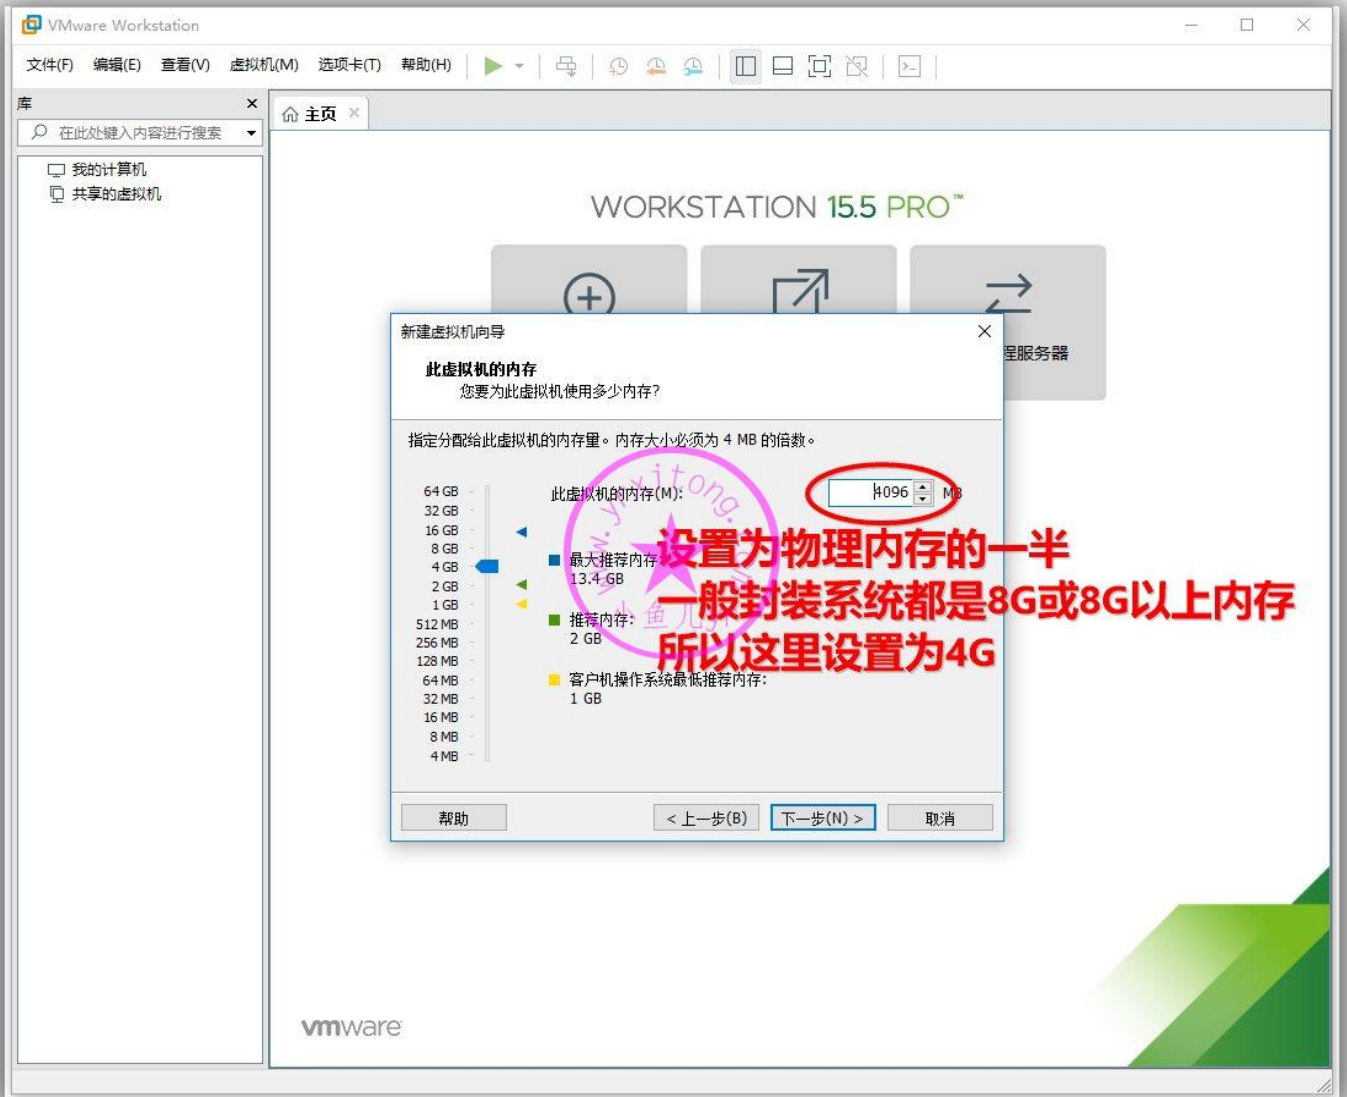 VMware Workstation
文件(F) 编辑(E) 查看(V) 虚拟机(M) 选项卡(T) 帮助(H)
库
主页
在此处键入内容进行搜索
我的计算机
共享的虚拟机
WORKSTATION 15.5 PRO™
程服务器
新建虚拟机向导
此虚拟机的内存
您要为此虚拟机使用多少内存?
指定分配给此虚拟机的内存量。内存大小必须为 4 MB 的倍数。
64 GB
32 GB
16 GB
8 GB
4 GB
2 GB
1 GB
512 MB
256 MB
128 MB
64 MB
32 MB
16 MB
8 MB
4 MB
此虚拟机的内存(M): 4096 MB
最大推荐内存:
13.4 GB
推荐内存:
2 GB
客户机操作系统最低推荐内存:
1 GB
设置为物理内存的一半
一般封装系统都是8G或8G以上内存
所以这里设置为4G
帮助 < 上一步(B) 下一步(N) > 取消
vmware